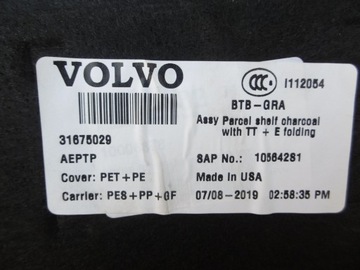 VOLVO
CCC
I112054
BTB-GRA
Assy Parcel shelf charcoal
with TT + E folding
31675029
AEPTP
SAP No.: 10564281
Cover: PET+PE
Made in USA
Carrier: PES+PP+GF
07/08-2019 02:58:35 PM